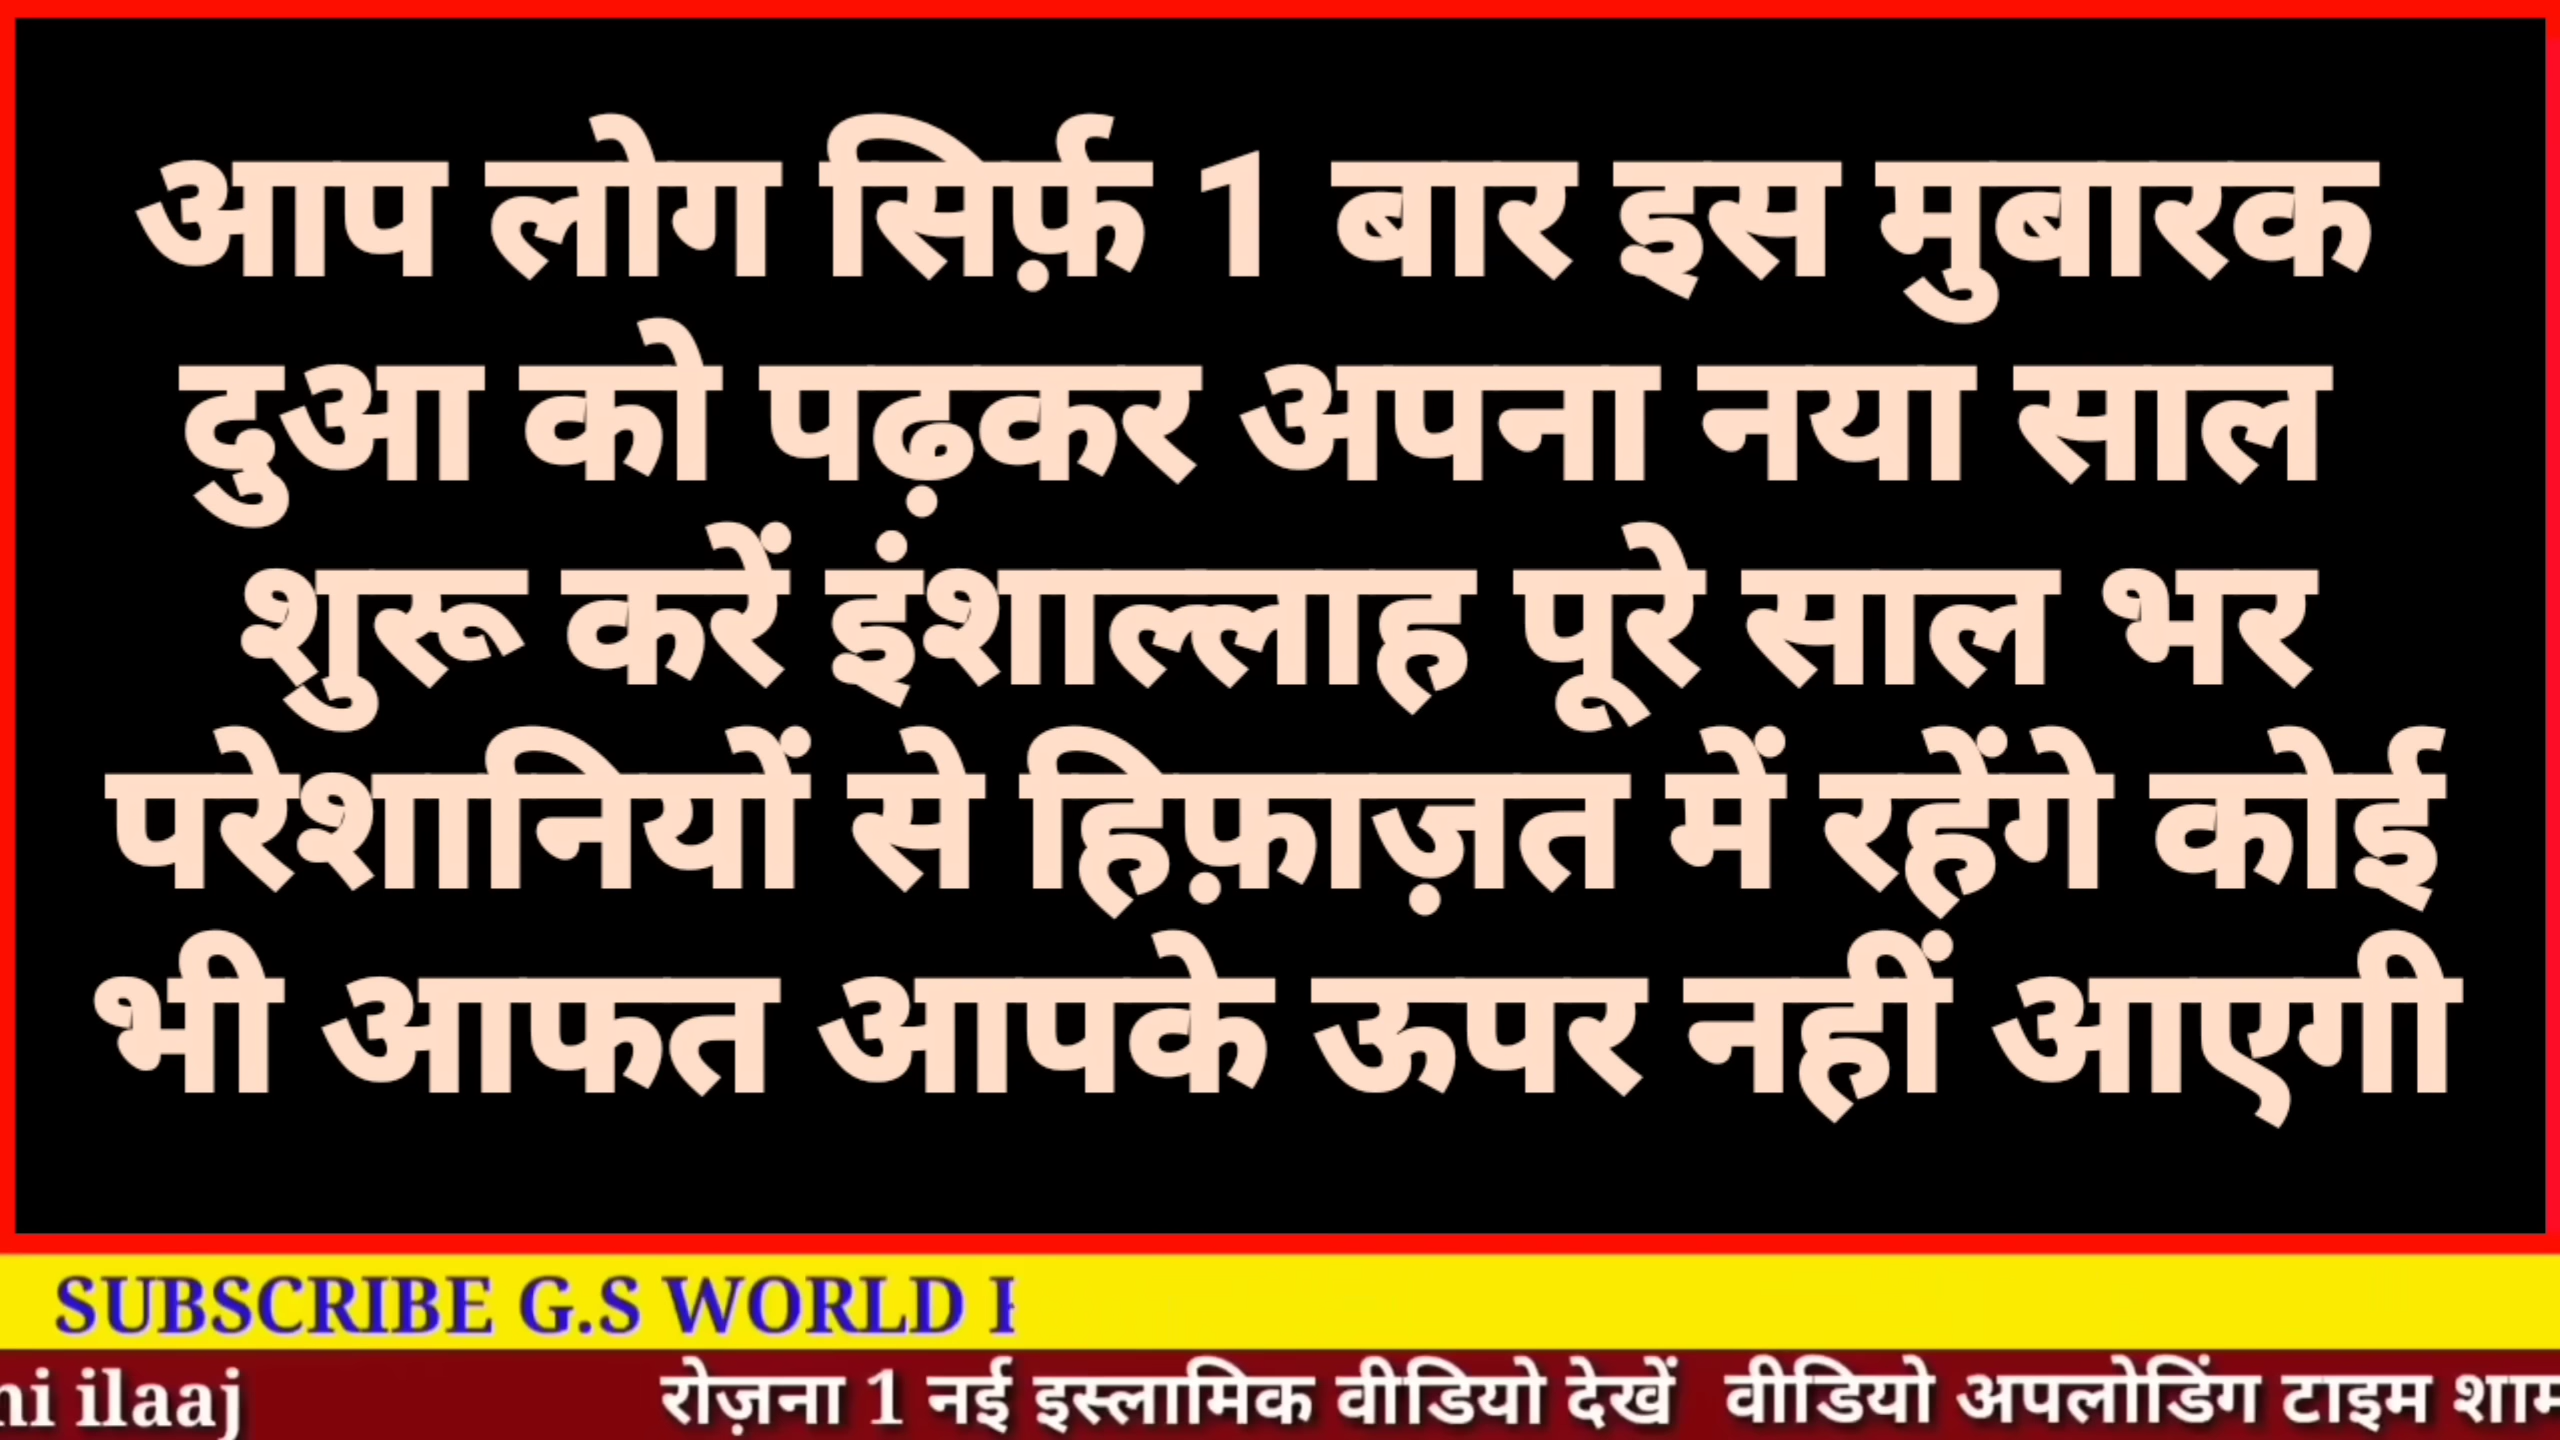 आप लोग सिर्फ़ 1 बार इस मुबारक
दुआ को पढ़कर अपना नया साल
शुरू करें इंशाल्लाह पूरे साल भर
परेशानियों से हिफ़ाज़त में रहेंगे कोई
भी आफत आपके ऊपर नहीं आएगी
SUBSCRIBE G.S WORLD
ilaaj रोज़ना 1 नई इस्लामिक वीडियो देखें वीडियो अपलोडिंग टाइम